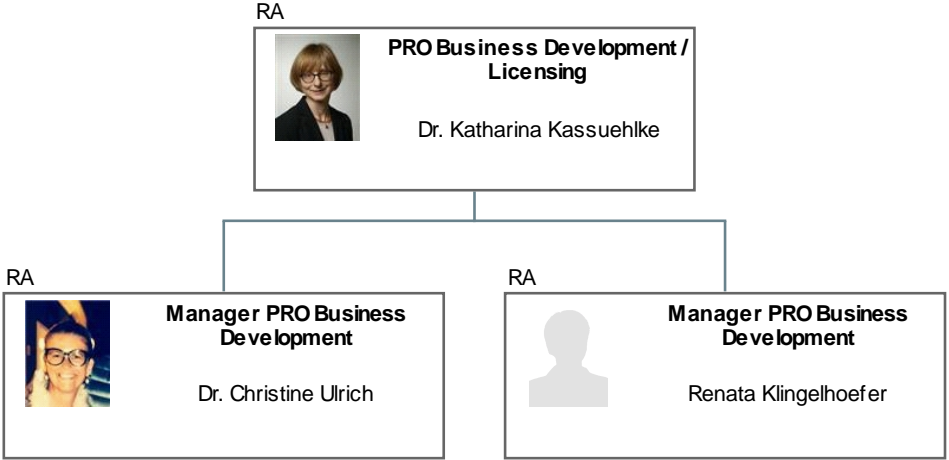 RA
PRO Business Development /
Licensing
Dr. Katharina Kassuehlke
RA
Manager PRO Business
Development
Dr. Christine Ulrich
RA
Manager PRO Business
Development
Renata Klingelhoefer